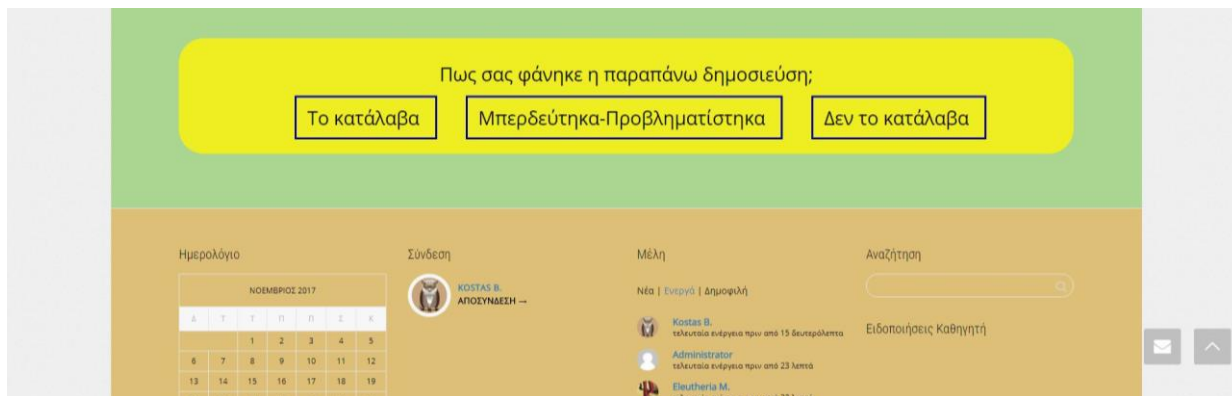 Πως σας φάνηκε η παραπάνω δημοσιεύση;
Το κατάλαβα
Μπερδεύτηκα-Προβληματίστηκα
Δεν το κατάλαβα
Ημερολόγιο
ΝΟΕΜΒΡΙΟΣ 2017
Δ Τ Τ Π Π Σ Κ
1 2 3 4 5
6 7 8 9 10 11 12
13 14 15 16 17 18 19
Σύνδεση
KOSTAS B.
ΑΠΟΣΥΝΔΕΣΗ →
Μέλη
Νέα | Ενεργά | Δημοφιλή
Kostas B.
τελευταία ενέργεια πριν από 15 δευτερόλεπτα
Administrator
τελευταία ενέργεια πριν από 23 λεπτά
Eleutheria M.
Αναζήτηση
Ειδοποιήσεις Καθηγητή